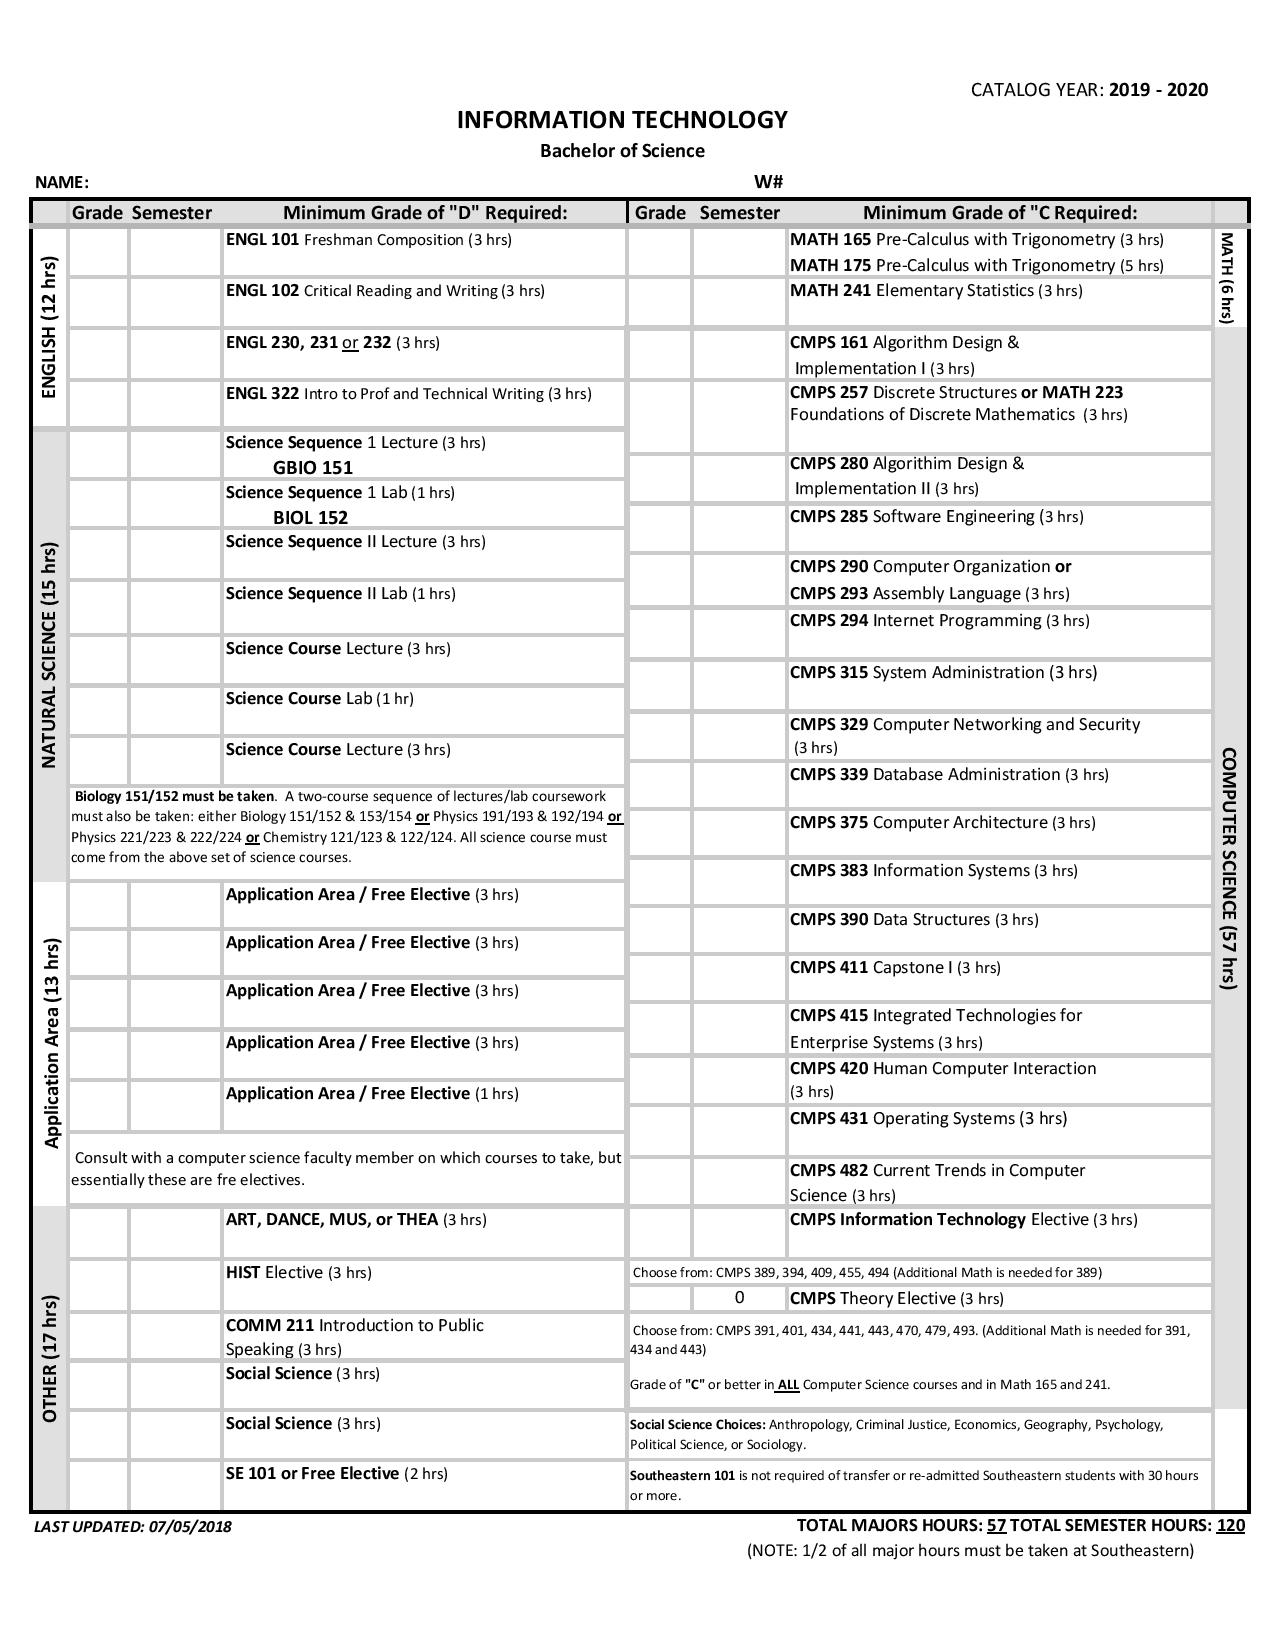 CATALOG YEAR: 2019 - 2020
INFORMATION TECHNOLOGY
Bachelor of Science
NAME:
W#
Grade Semester Minimum Grade of "D" Required:
ENGLISH (12 hrs)
ENGL 101 Freshman Composition (3 hrs)
ENGL 102 Critical Reading and Writing (3 hrs)
ENGL 230, 231 or 232 (3 hrs)
ENGL 322 Intro to Prof and Technical Writing (3 hrs)
NATURAL SCIENCE (15 hrs)
Science Sequence 1 Lecture (3 hrs)
GBIO 151
Science Sequence 1 Lab (1 hrs)
BIOL 152
Science Sequence II Lecture (3 hrs)
Science Sequence II Lab (1 hrs)
Science Course Lecture (3 hrs)
Science Course Lab (1 hr)
Science Course Lecture (3 hrs)
Biology 151/152 must be taken. A two-course sequence of lectures/lab coursework
must also be taken: either Biology 151/152 & 153/154 or Physics 191/193 & 192/194 or
Physics 221/223 & 222/224 or Chemistry 121/123 & 122/124. All science course must
come from the above set of science courses.
Application Area (13 hrs)
Application Area / Free Elective (3 hrs)
Application Area / Free Elective (3 hrs)
Application Area / Free Elective (3 hrs)
Application Area / Free Elective (3 hrs)
Application Area / Free Elective (1 hrs)
Consult with a computer science faculty member on which courses to take, but
essentially these are fre electives.
OTHER (17 hrs)
ART, DANCE, MUS, or THEA (3 hrs)
HIST Elective (3 hrs)
COMM 211 Introduction to Public
Speaking (3 hrs)
Social Science (3 hrs)
Social Science (3 hrs)
SE 101 or Free Elective (2 hrs)
Grade Semester Minimum Grade of "C Required:
MATH (6 hrs)
MATH 165 Pre-Calculus with Trigonometry (3 hrs)
MATH 175 Pre-Calculus with Trigonometry (5 hrs)
MATH 241 Elementary Statistics (3 hrs)
COMPUTER SCIENCE (57 hrs)
CMPS 161 Algorithm Design &
Implementation I (3 hrs)
CMPS 257 Discrete Structures or MATH 223
Foundations of Discrete Mathematics (3 hrs)
CMPS 280 Algorithim Design &
Implementation II (3 hrs)
CMPS 285 Software Engineering (3 hrs)
CMPS 290 Computer Organization or
CMPS 293 Assembly Language (3 hrs)
CMPS 294 Internet Programming (3 hrs)
CMPS 315 System Administration (3 hrs)
CMPS 329 Computer Networking and Security
(3 hrs)
CMPS 339 Database Administration (3 hrs)
CMPS 375 Computer Architecture (3 hrs)
CMPS 383 Information Systems (3 hrs)
CMPS 390 Data Structures (3 hrs)
CMPS 411 Capstone I (3 hrs)
CMPS 415 Integrated Technologies for
Enterprise Systems (3 hrs)
CMPS 420 Human Computer Interaction
(3 hrs)
CMPS 431 Operating Systems (3 hrs)
CMPS 482 Current Trends in Computer
Science (3 hrs)
CMPS Information Technology Elective (3 hrs)
Choose from: CMPS 389, 394, 409, 455, 494 (Additional Math is needed for 389)
0 CMPS Theory Elective (3 hrs)
Choose from: CMPS 391, 401, 434, 441, 443, 470, 479, 493. (Additional Math is needed for 391,
434 and 443)
Grade of "C" or better in ALL Computer Science courses and in Math 165 and 241.
Social Science Choices: Anthropology, Criminal Justice, Economics, Geography, Psychology,
Political Science, or Sociology.
Southeastern 101 is not required of transfer or re-admitted Southeastern students with 30 hours
or more.
LAST UPDATED: 07/05/2018
TOTAL MAJORS HOURS: 57 TOTAL SEMESTER HOURS: 120
(NOTE: 1/2 of all major hours must be taken at Southeastern)